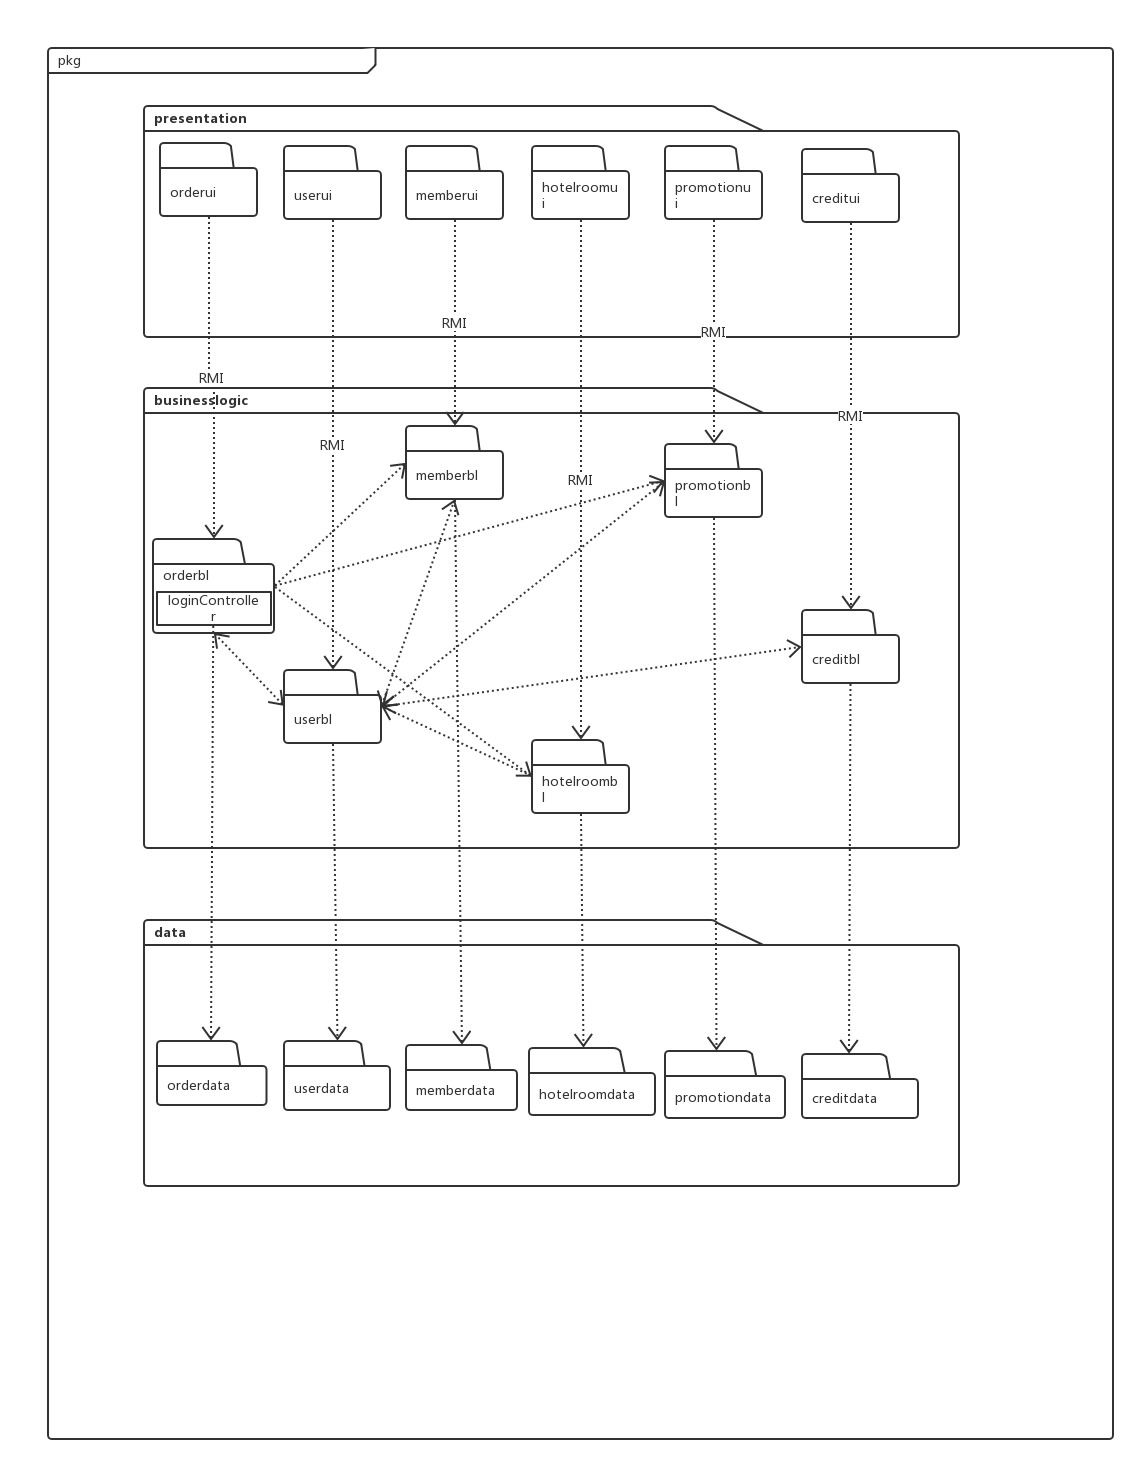 pkg
presentation
orderui
userui
memberui
hotelroomu
i
promotionu
i
creditui
RMI
RMI
RMI
businesslogic
RMI
RMI
RMI
memberbl
promotionb
l
orderbl
loginControlle
r
creditbl
userbl
hotelroomb
l
data
orderdata
userdata
memberdata
hotelroomdata
promotiondata
creditdata